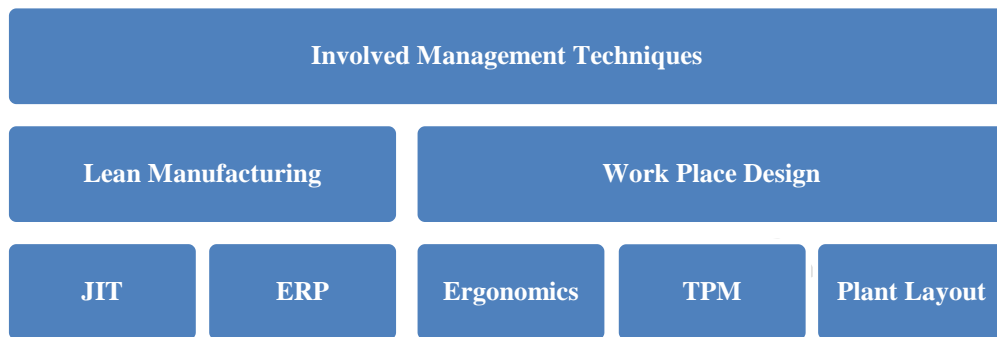 Involved Management Techniques
Lean Manufacturing
Work Place Design
JIT
ERP
Ergonomics
TPM
Plant Layout